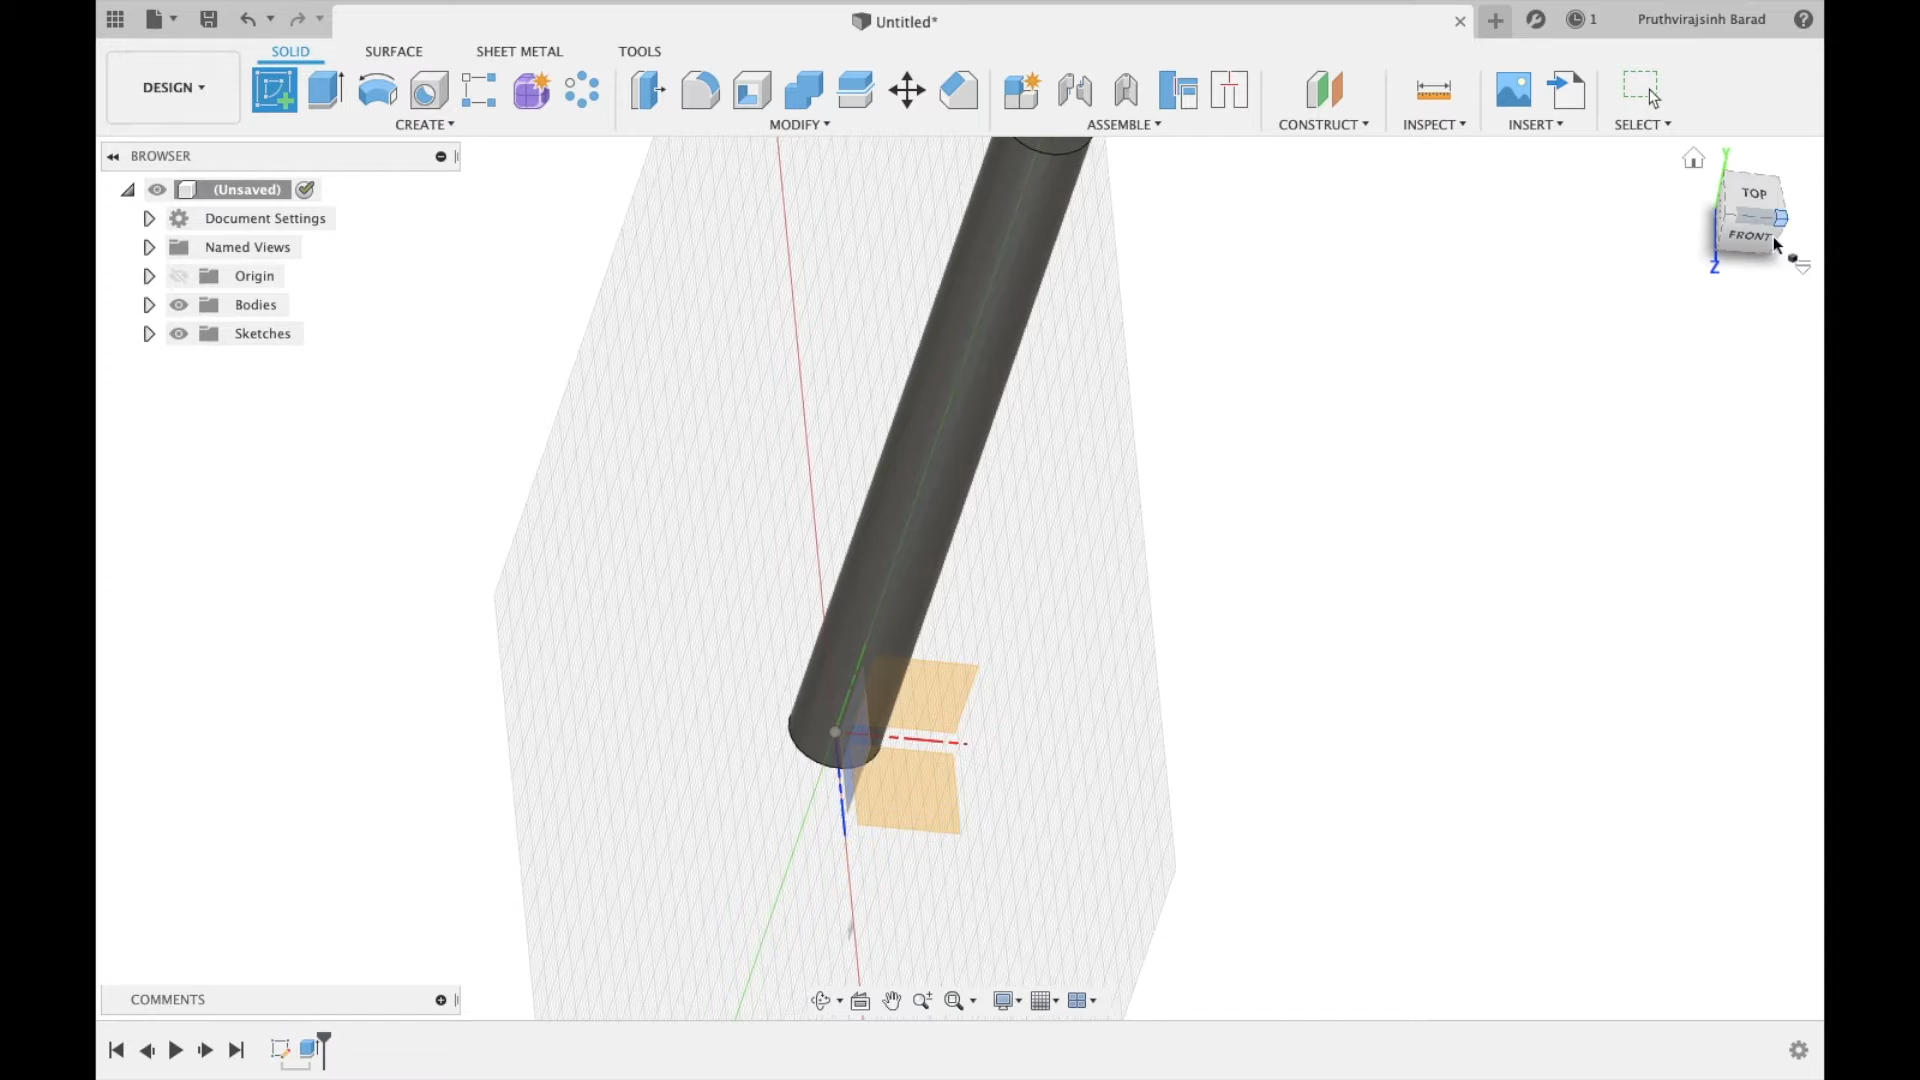 Untitled*
1
Pruthvirajsinh Barad
DESIGN
SOLID
SURFACE
SHEET METAL
TOOLS
CREATE
MODIFY
ASSEMBLE
CONSTRUCT
INSPECT
INSERT
SELECT
BROWSER
(Unsaved)
Document Settings
Named Views
Origin
Bodies
Sketches
Y
TOP
FRONT
Z
COMMENTS